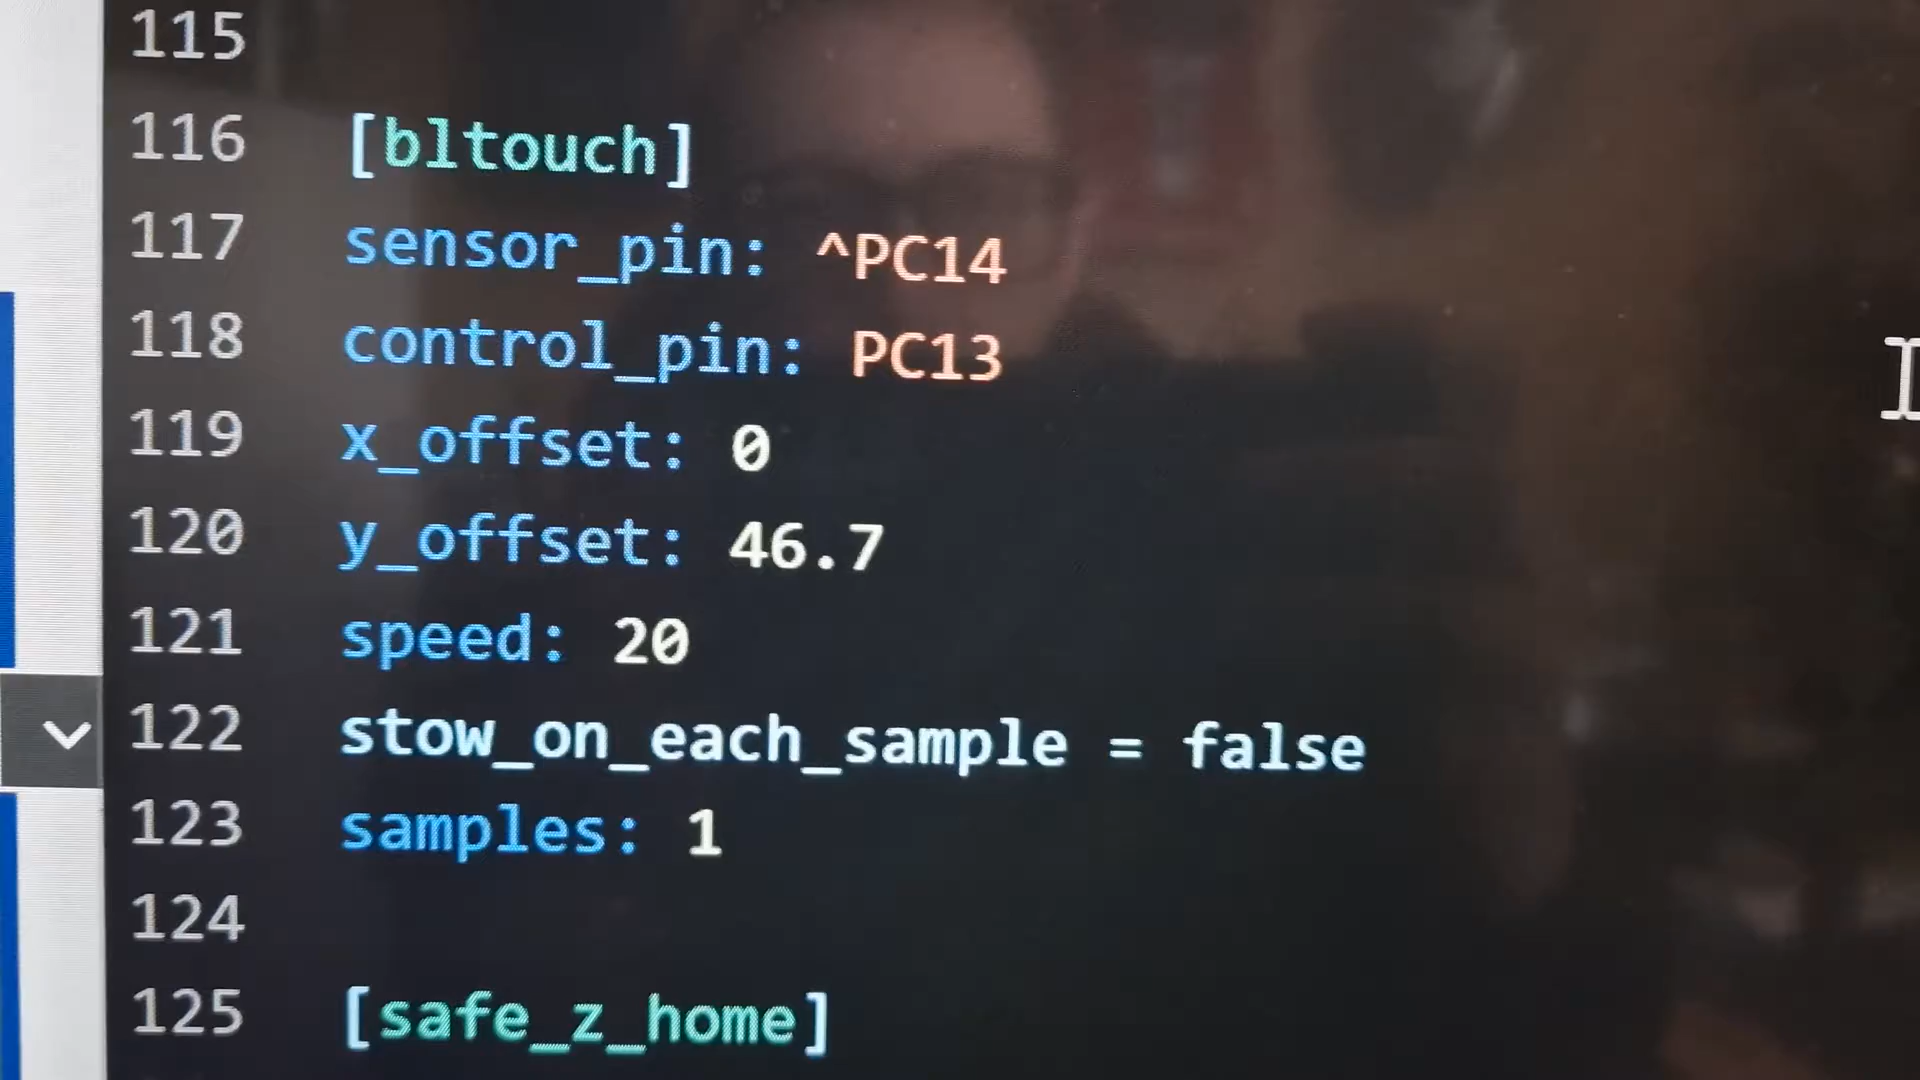 115
116 [bltouch]
117 sensor_pin: ^PC14
118 control_pin: PC13
119 x_offset: 0
120 y_offset: 46.7
121 speed: 20
122 stow_on_each_sample = false
123 samples: 1
124
125 [safe_z_home]